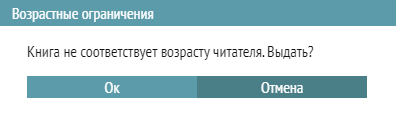 Возрастные ограничения
Книга не соответствует возрасту читателя. Выдать?
Ок Отмена